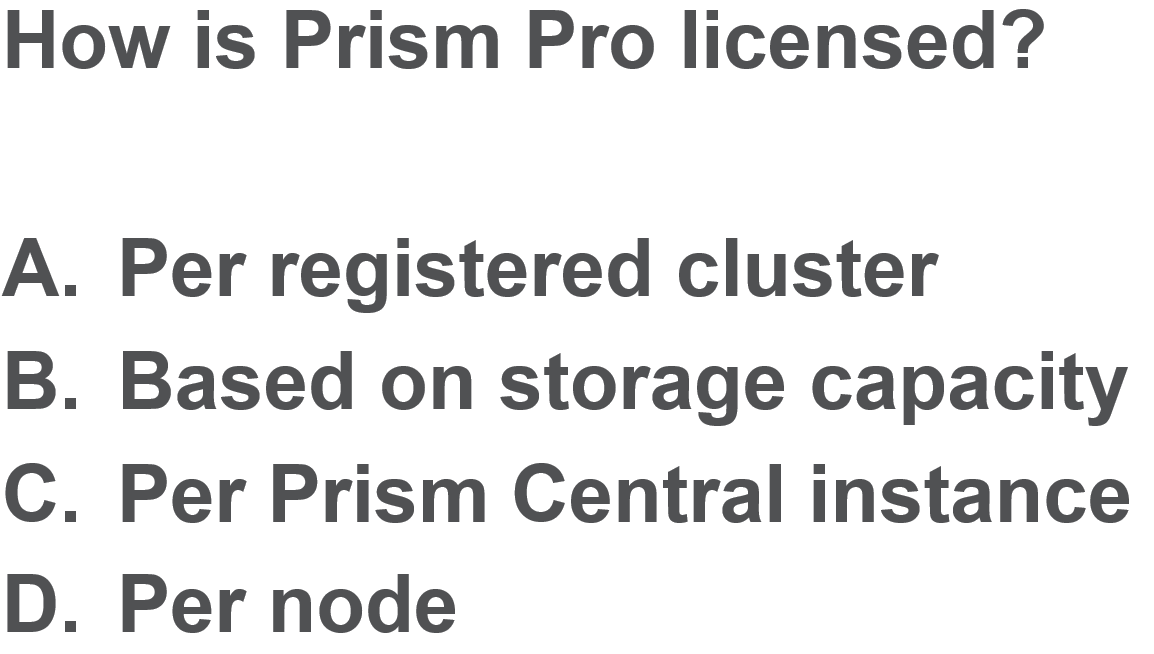 How is Prism Pro licensed?
A. Per registered cluster
B. Based on storage capacity
C. Per Prism Central instance
D. Per node